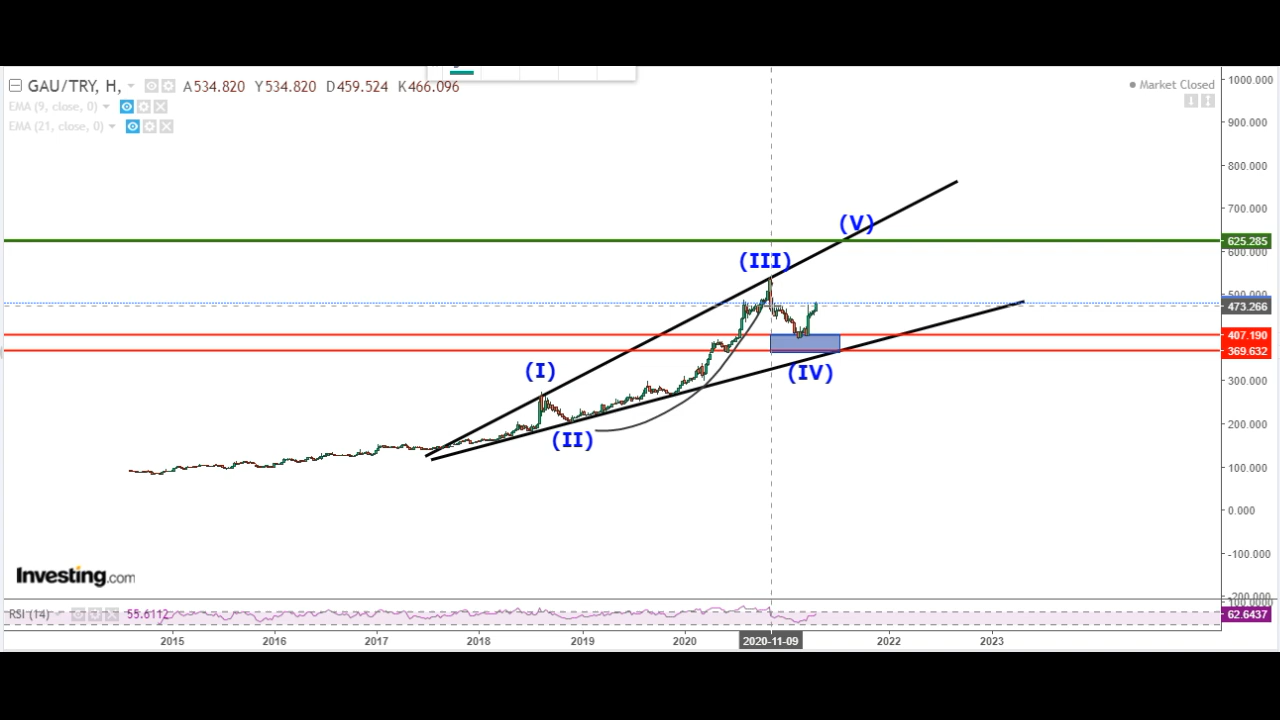 GAU/TRY, H, A534.820 Y534.820 D459.524 K466.096
EMA (9, close, 0)
EMA (21, close, 0)
Market Closed
1000.000
900.000
800.000
700.000
625.285
600.000
473.266
407.190
369.632
300.000
200.000
100.000
0.000
-100.000
(V)
(III)
(I)
(IV)
(II)
Investing.com
RSI (14) 55.6112
62.6437
2015 2016 2017 2018 2019 2020 2020-11-09 2022 2023